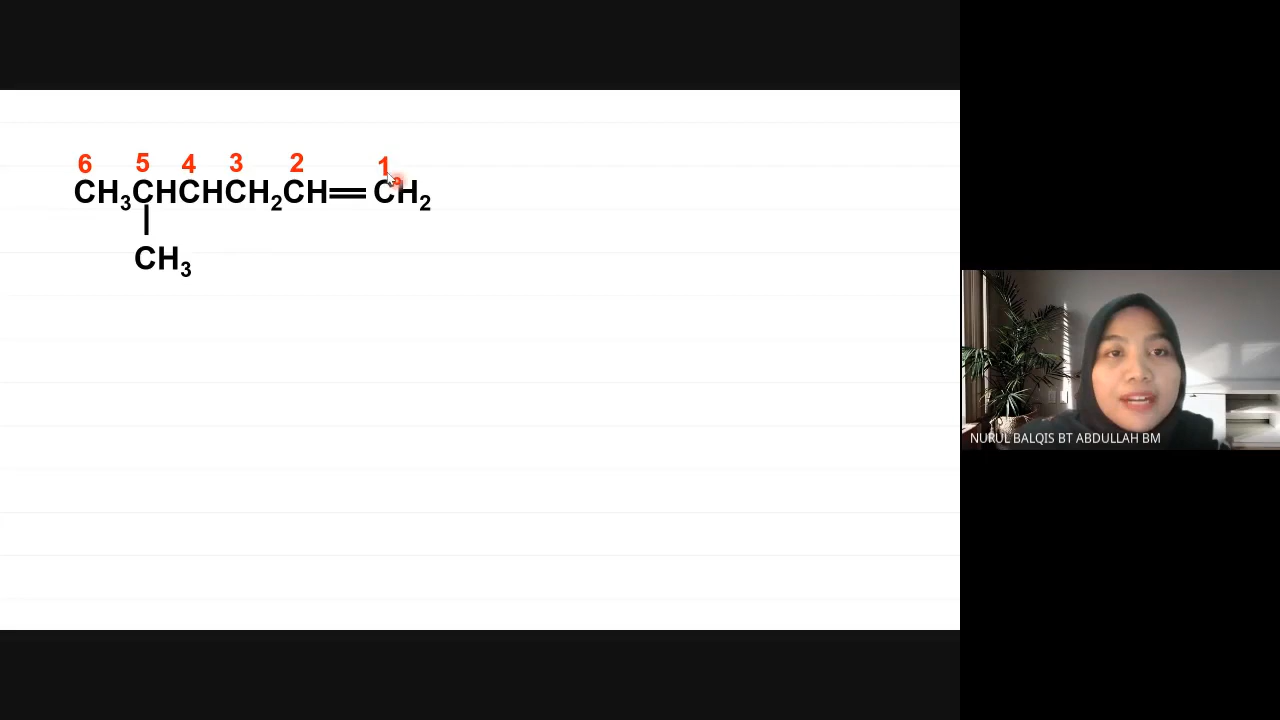 6 5 4 3 2 1
CH₃CHCHCH₂CH═CH₂
|
CH₃
NURUL BALQIS BT ABDULLAH BM